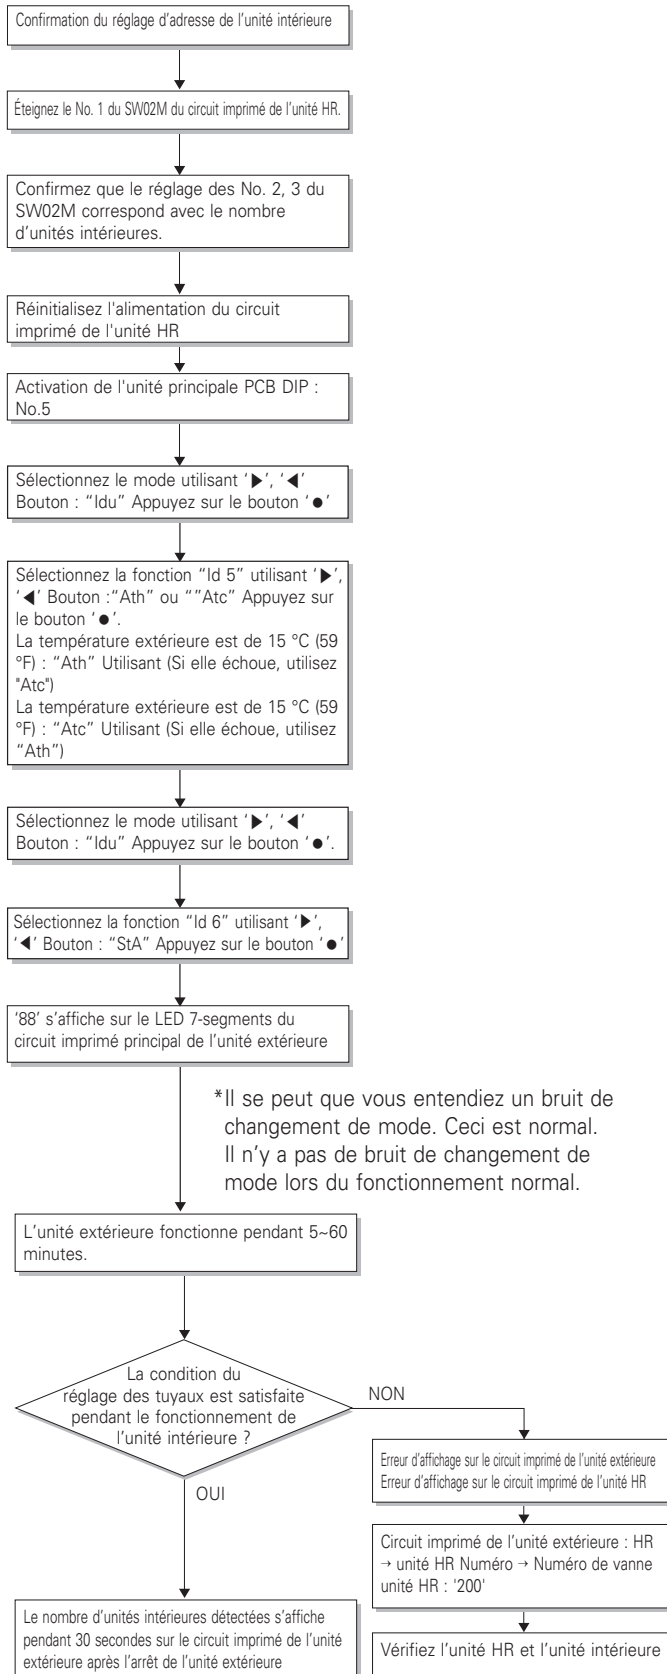 Confirmation du réglage d'adresse de l'unité intérieure
Éteignez le No. 1 du SW02M du circuit imprimé de l'unité HR.
Confirmez que le réglage des No. 2, 3 du
SW02M correspond avec le nombre
d'unités intérieures.
Réinitialisez l'alimentation du circuit
imprimé de l'unité HR
Activation de l'unité principale PCB DIP :
No.5
Sélectionnez le mode utilisant ‘▶’, ‘◀’
Bouton : “Idu” Appuyez sur le bouton ‘●’
Sélectionnez la fonction “Id 5” utilisant ‘▶’,
‘◀’ Bouton :“Ath” ou ““Atc” Appuyez sur
le bouton ‘●’.
La température extérieure est de 15 °C (59
°F) : “Ath” Utilisant (Si elle échoue, utilisez
"Atc")
La température extérieure est de 15 °C (59
°F) : “Atc” Utilisant (Si elle échoue, utilisez
“Ath”)
Sélectionnez le mode utilisant ‘▶’, ‘◀’
Bouton : “Idu” Appuyez sur le bouton ‘●’.
Sélectionnez la fonction “Id 6” utilisant ‘▶’,
‘◀’ Bouton : “StA” Appuyez sur le bouton ‘●’
‘88’ s’affiche sur le LED 7-segments du
circuit imprimé principal de l’unité extérieure
*Il se peut que vous entendiez un bruit de
changement de mode. Ceci est normal.
Il n’y a pas de bruit de changement de
mode lors du fonctionnement normal.
L’unité extérieure fonctionne pendant 5~60
minutes.
La condition du
réglage des tuyaux est satisfaite
pendant le fonctionnement de
l’unité intérieure ?
NON
OUI
Erreur d’affichage sur le circuit imprimé de l’unité extérieure
Erreur d’affichage sur le circuit imprimé de l’unité HR
Circuit imprimé de l’unité extérieure : HR
→ unité HR Numéro → Numéro de vanne
unité HR : '200'
Vérifiez l’unité HR et l’unité intérieure
Le nombre d’unités intérieures détectées s’affiche
pendant 30 secondes sur le circuit imprimé de l’unité
extérieure après l’arrêt de l’unité extérieure